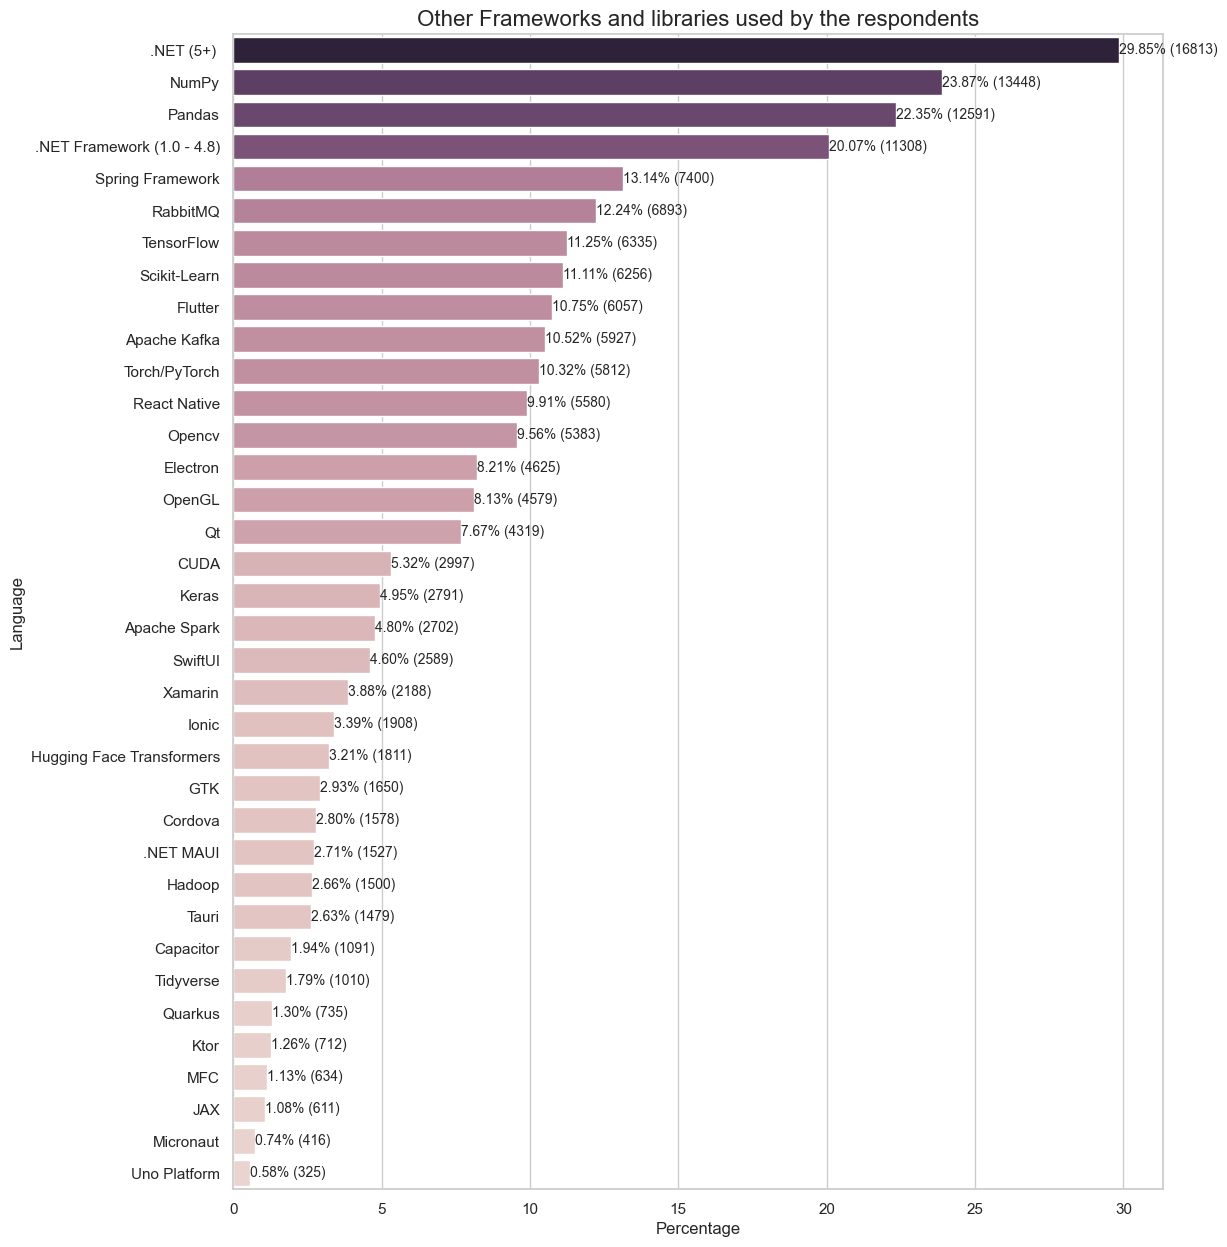 Other Frameworks and libraries used by the respondents
.NET (5+) 29.85% (16813)
NumPy 23.87% (13448)
Pandas 22.35% (12591)
.NET Framework (1.0 - 4.8) 20.07% (11308)
Spring Framework 13.14% (7400)
RabbitMQ 12.24% (6893)
TensorFlow 11.25% (6335)
Scikit-Learn 11.11% (6256)
Flutter 10.75% (6057)
Apache Kafka 10.52% (5927)
Torch/PyTorch 10.32% (5812)
React Native 9.91% (5580)
Opencv 9.56% (5383)
Electron 8.21% (4625)
OpenGL 8.13% (4579)
Qt 7.67% (4319)
CUDA 5.32% (2997)
Keras 4.95% (2791)
Apache Spark 4.80% (2702)
SwiftUI 4.60% (2589)
Xamarin 3.88% (2188)
Ionic 3.39% (1908)
Hugging Face Transformers 3.21% (1811)
GTK 2.93% (1650)
Cordova 2.80% (1578)
.NET MAUI 2.71% (1527)
Hadoop 2.66% (1500)
Tauri 2.63% (1479)
Capacitor 1.94% (1091)
Tidyverse 1.79% (1010)
Quarkus 1.30% (735)
Ktor 1.26% (712)
MFC 1.13% (634)
JAX 1.08% (611)
Micronaut 0.74% (416)
Uno Platform 0.58% (325)
0 5 10 15 20 25 30
Percentage
Language